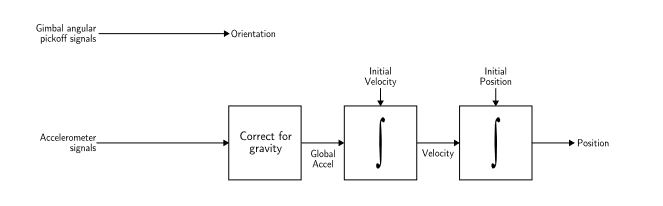 Gimbal angular
pickoff signals
Orientation
Initial
Velocity
Initial
Position
Accelerometer
signals
Correct for
gravity
Global
Accel
∫
Velocity
∫
Position